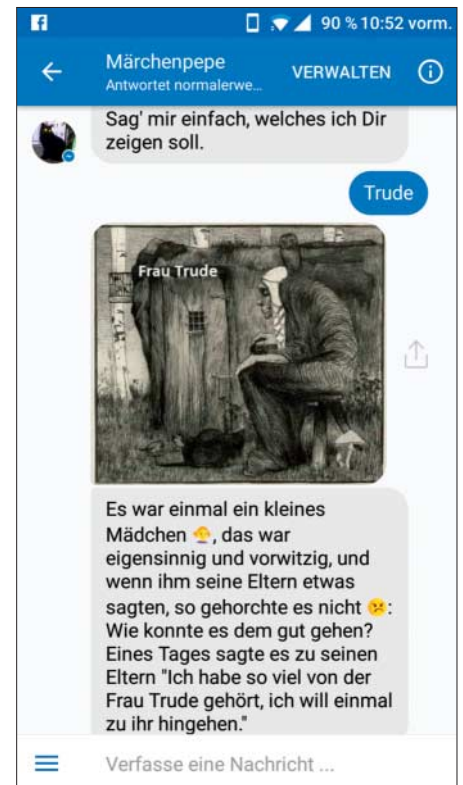 90 % 10:52 vorm.
Märchenpepe
Antwortet normalerwe...
VERWALTEN
Sag' mir einfach, welches ich Dir
zeigen soll.
Trude
Frau Trude
Es war einmal ein kleines
Mädchen 👧, das war
eigensinnig und vorwitzig, und
wenn ihm seine Eltern etwas
sagten, so gehorchte es nicht 😠:
Wie konnte es dem gut gehen?
Eines Tages sagte es zu seinen
Eltern "Ich habe so viel von der
Frau Trude gehört, ich will einmal
zu ihr hingehen."
Verfasse eine Nachricht ...